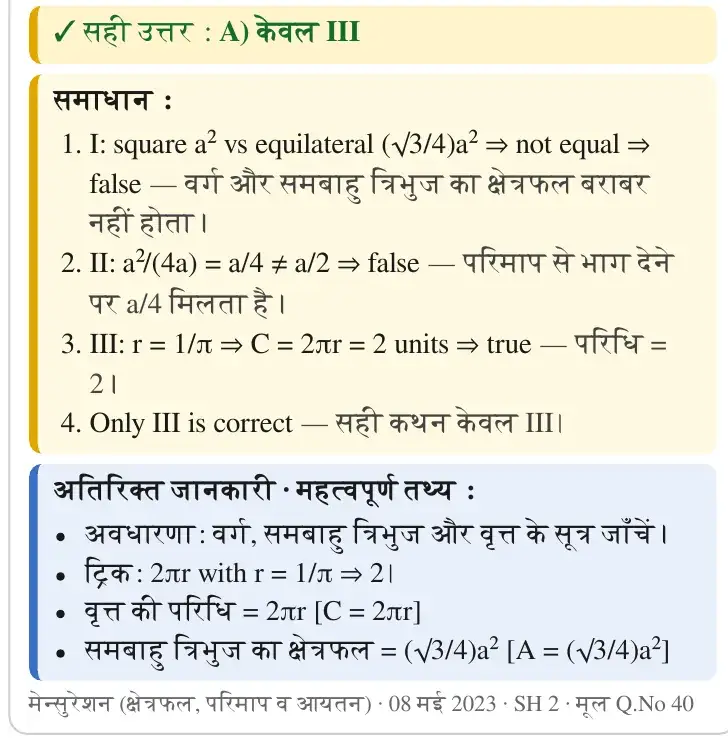 ✓ सही उत्तर : A) केवल III
समाधान :
1. I: square a² vs equilateral (√3/4)a² ⇒ not equal ⇒
false — वर्ग और समबाहु त्रिभुज का क्षेत्रफल बराबर
नहीं होता।
2. II: a²/(4a) = a/4 ≠ a/2 ⇒ false — परिमाप से भाग देने
पर a/4 मिलता है।
3. III: r = 1/π ⇒ C = 2πr = 2 units ⇒ true — परिधि =
2।
4. Only III is correct — सही कथन केवल III।
अतिरिक्त जानकारी · महत्वपूर्ण तथ्य :
• अवधारणा : वर्ग, समबाहु त्रिभुज और वृत्त के सूत्र जाँचें।
• ट्रिक : 2πr with r = 1/π ⇒ 2।
• वृत्त की परिधि = 2πr [C = 2πr]
• समबाहु त्रिभुज का क्षेत्रफल = (√3/4)a² [A = (√3/4)a²]
मेन्सुरेशन (क्षेत्रफल, परिमाप व आयतन) · 08 मई 2023 · SH 2 · मूल Q.No 40